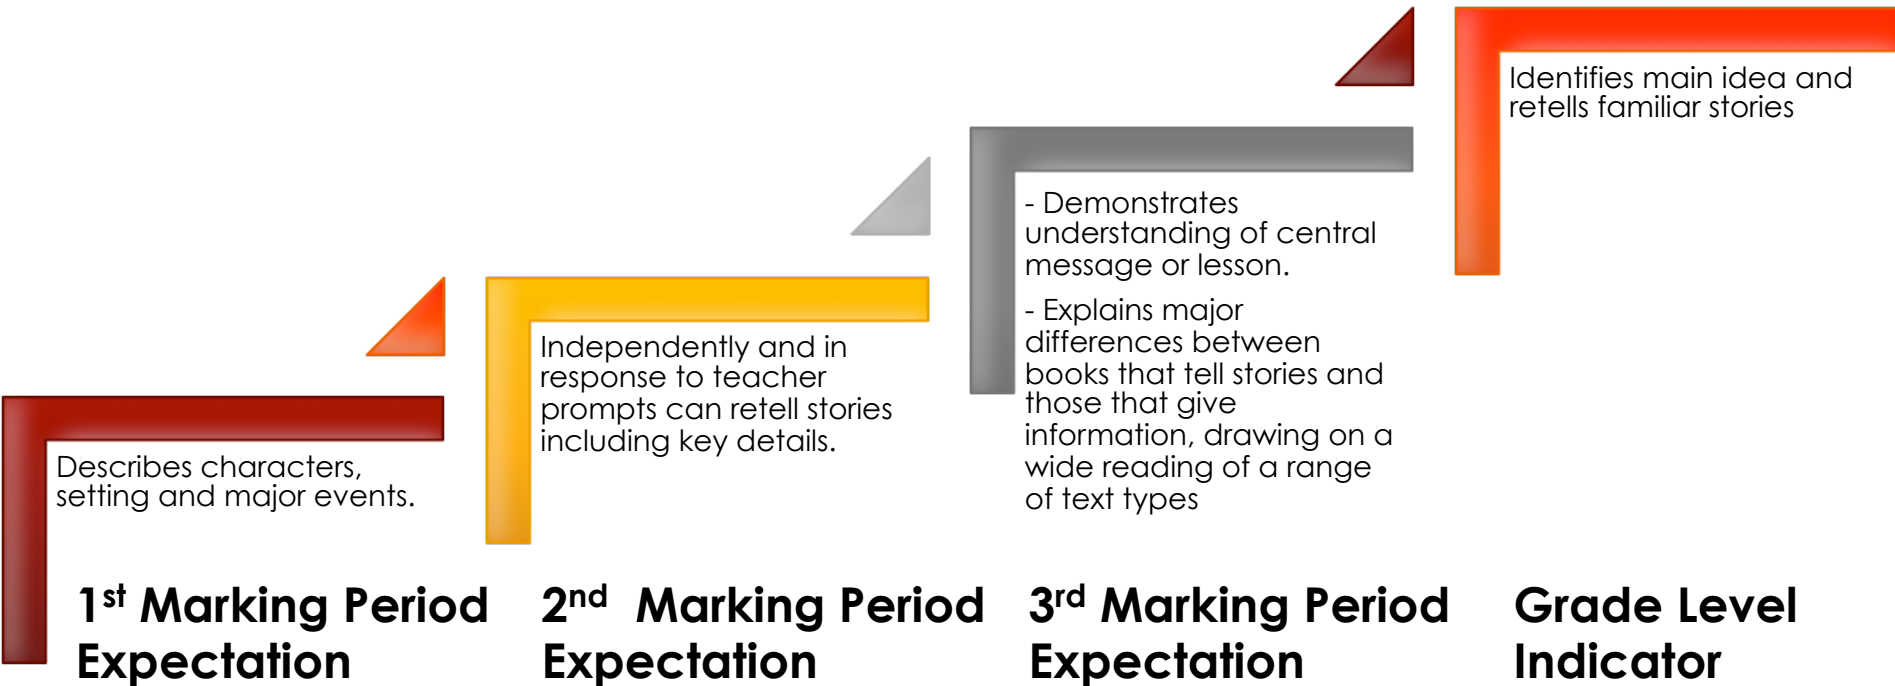 Describes characters,
setting and major events.
1st Marking Period
Expectation
Independently and in
response to teacher
prompts can retell stories
including key details.
2nd Marking Period
Expectation
- Demonstrates
understanding of central
message or lesson.
- Explains major
differences between
books that tell stories and
those that give
information, drawing on a
wide reading of a range
of text types
3rd Marking Period
Expectation
Identifies main idea and
retells familiar stories
Grade Level
Indicator